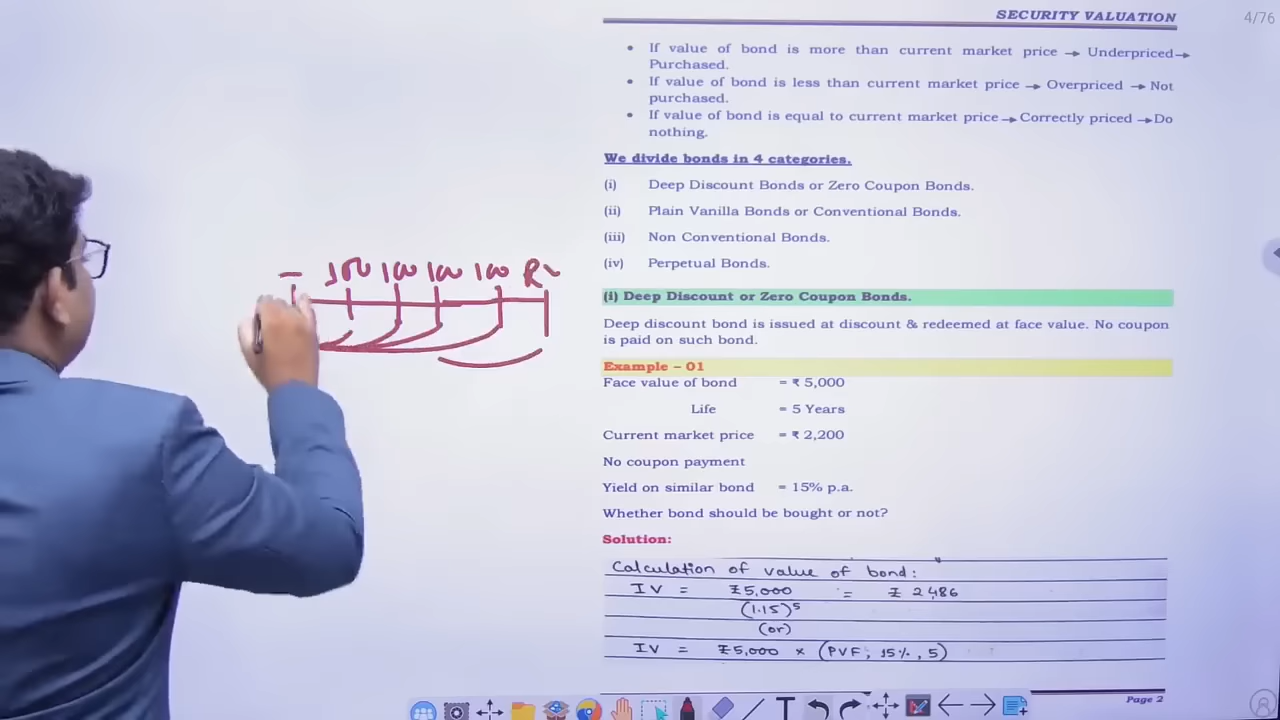 SECURITY VALUATION
4/76
• If value of bond is more than current market price → Underpriced→
Purchased.
• If value of bond is less than current market price → Overpriced → Not
purchased.
• If value of bond is equal to current market price → Correctly priced → Do
nothing.
We divide bonds in 4 categories.
(i) Deep Discount Bonds or Zero Coupon Bonds.
(ii) Plain Vanilla Bonds or Conventional Bonds.
(iii) Non Conventional Bonds.
(iv) Perpetual Bonds.
100 100 100 100
(i) Deep Discount or Zero Coupon Bonds.
Deep discount bond is issued at discount & redeemed at face value. No coupon
is paid on such bond.
Example – 01
Face value of bond = ₹ 5,000
Life = 5 Years
Current market price = ₹ 2,200
No coupon payment
Yield on similar bond = 15% p.a.
Whether bond should be bought or not?
Solution:
Calculation of value of bond:
IV = ₹5,000 = ₹ 2486
(1.15)⁵
(or)
IV = ₹5,000 × (PVF, 15%, 5)
Page 2